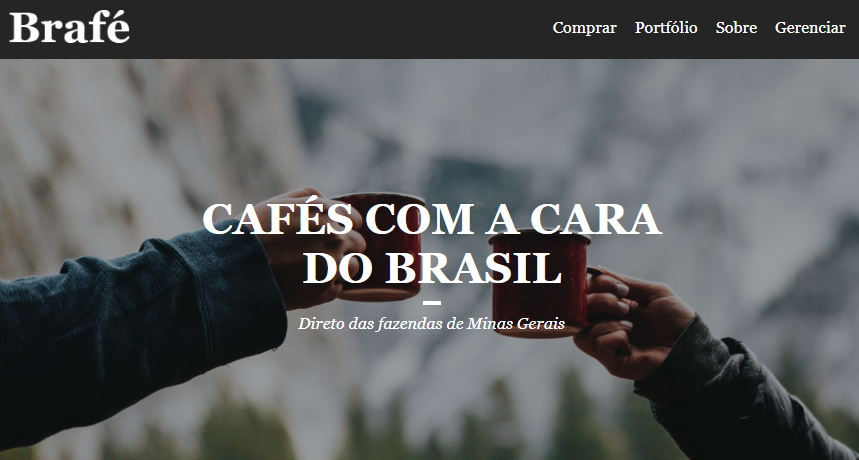 Brafé
Comprar Portfólio Sobre Gerenciar
CAFÉS COM A CARA
DO BRASIL
Direto das fazendas de Minas Gerais